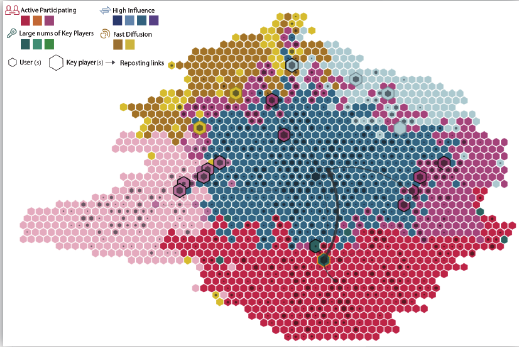 Active Participating
High Influence
Large nums of Key Players
Fast Diffusion
User (s)
Key player(s)
Reporting links